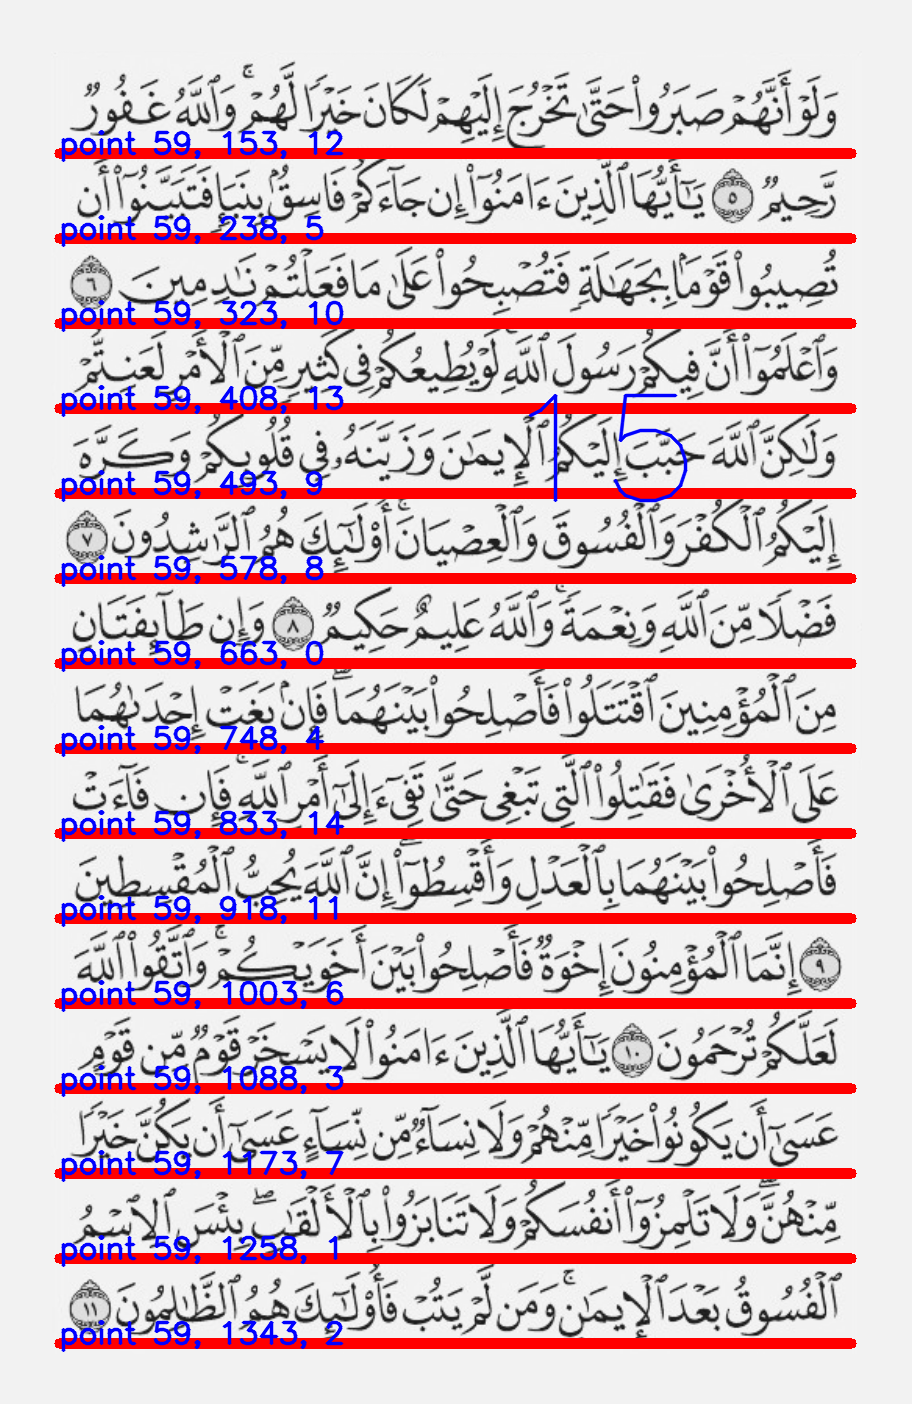 وَلَوْ أَنَّهُمْ صَبَرُوا۟ حَتَّىٰ تَخْرُجَ إِلَيْهِمْ لَكَانَ خَيْرًا لَّهُمْ ۚ وَٱللَّهُ غَفُورٌ
point 59, 153, 12
رَّحِيمٌ ٥ يَـٰٓأَيُّهَا ٱلَّذِينَ ءَامَنُوٓا۟ إِن جَآءَكُمْ فَاسِقٌۢ بِنَبَإٍ فَتَبَيَّنُوٓا۟ أَن
point 59, 238, 5
تُصِيبُوا۟ قَوْمًۢا بِجَهَـٰلَةٍ فَتُصْبِحُوا۟ عَلَىٰ مَا فَعَلْتُمْ نَـٰدِمِينَ ٦
point 59, 323, 10
وَٱعْلَمُوٓا۟ أَنَّ فِيكُمْ رَسُولَ ٱللَّهِ ۚ لَوْ يُطِيعُكُمْ فِى كَثِيرٍ مِّنَ ٱلْأَمْرِ لَعَنِتُّمْ
point 59, 408, 13
15
وَلَـٰكِنَّ ٱللَّهَ حَبَّبَ إِلَيْكُمُ ٱلْإِيمَـٰنَ وَزَيَّنَهُۥ فِى قُلُوبِكُمْ وَكَرَّهَ
point 59, 493, 9
إِلَيْكُمُ ٱلْكُفْرَ وَٱلْفُسُوقَ وَٱلْعِصْيَانَ ۚ أُو۟لَـٰٓئِكَ هُمُ ٱلرَّٰشِدُونَ ٧
point 59, 578, 8
فَضْلًا مِّنَ ٱللَّهِ وَنِعْمَةً ۚ وَٱللَّهُ عَلِيمٌ حَكِيمٌ ٨ وَإِن طَآئِفَتَانِ
point 59, 663, 0
مِنَ ٱلْمُؤْمِنِينَ ٱقْتَتَلُوا۟ فَأَصْلِحُوا۟ بَيْنَهُمَا ۖ فَإِنۢ بَغَتْ إِحْدَىٰهُمَا
point 59, 748, 4
عَلَى ٱلْأُخْرَىٰ فَقَـٰتِلُوا۟ ٱلَّتِى تَبْغِى حَتَّىٰ تَفِىٓءَ إِلَىٰٓ أَمْرِ ٱللَّهِ ۚ فَإِن فَآءَتْ
point 59, 833, 14
فَأَصْلِحُوا۟ بَيْنَهُمَا بِٱلْعَدْلِ وَأَقْسِطُوٓا۟ ۖ إِنَّ ٱللَّهَ يُحِبُّ ٱلْمُقْسِطِينَ
point 59, 918, 11
٩ إِنَّمَا ٱلْمُؤْمِنُونَ إِخْوَةٌ فَأَصْلِحُوا۟ بَيْنَ أَخَوَيْكُمْ ۚ وَٱتَّقُوا۟ ٱللَّهَ
point 59, 1003, 6
لَعَلَّكُمْ تُرْحَمُونَ ١٠ يَـٰٓأَيُّهَا ٱلَّذِينَ ءَامَنُوا۟ لَا يَسْخَرْ قَوْمٌ مِّن قَوْمٍ
point 59, 1088, 3
عَسَىٰٓ أَن يَكُونُوا۟ خَيْرًا مِّنْهُمْ وَلَا نِسَآءٌ مِّن نِّسَآءٍ عَسَىٰٓ أَن يَكُنَّ خَيْرًا
point 59, 1173, 7
مِّنْهُنَّ ۖ وَلَا تَلْمِزُوٓا۟ أَنفُسَكُمْ وَلَا تَنَابَزُوا۟ بِٱلْأَلْقَـٰبِ ۖ بِئْسَ ٱلِٱسْمُ
point 59, 1258, 1
ٱلْفُسُوقُ بَعْدَ ٱلْإِيمَـٰنِ ۚ وَمَن لَّمْ يَتُبْ فَأُو۟لَـٰٓئِكَ هُمُ ٱلظَّـٰلِمُونَ ١١
point 59, 1343, 2